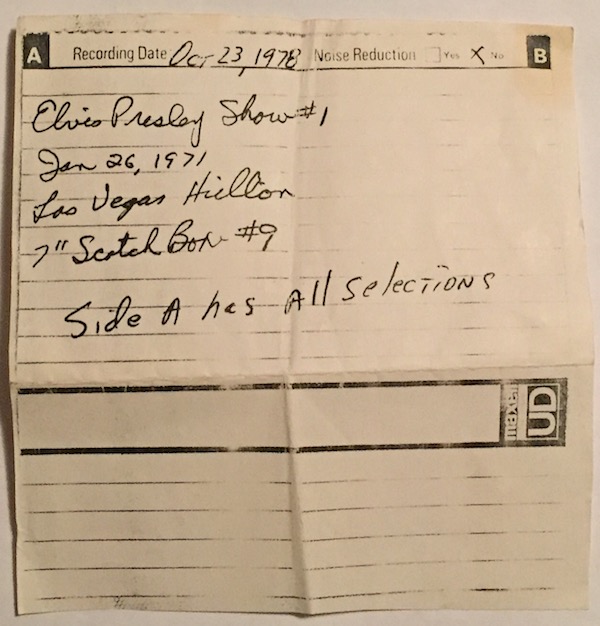 A Recording Date Oct 23, 1978 Noise Reduction Yes X No B
Elvis Presley Show #1
Jan 26, 1971
Las Vegas Hilton
7" Scotch Box #9
Side A has All selections
maxell UD